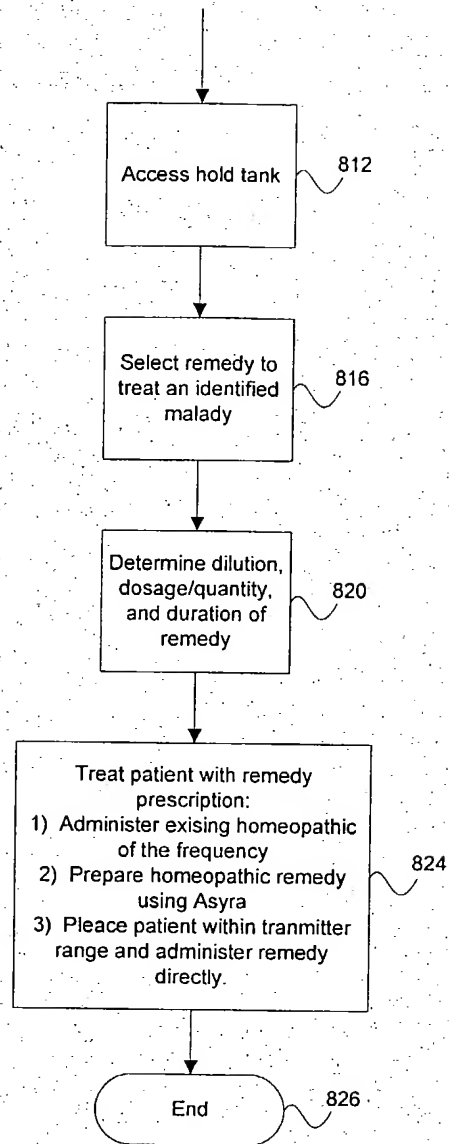 Access hold tank
812
Select remedy to
treat an identified
malady
816
Determine dilution,
dosage/quantity,
and duration of
remedy
820
Treat patient with remedy
prescription:
1) Administer exising homeopathic
of the frequency
2) Prepare homeopathic remedy
using Asyra
3) Pleace patient within tranmitter
range and administer remedy
directly.
824
End
826